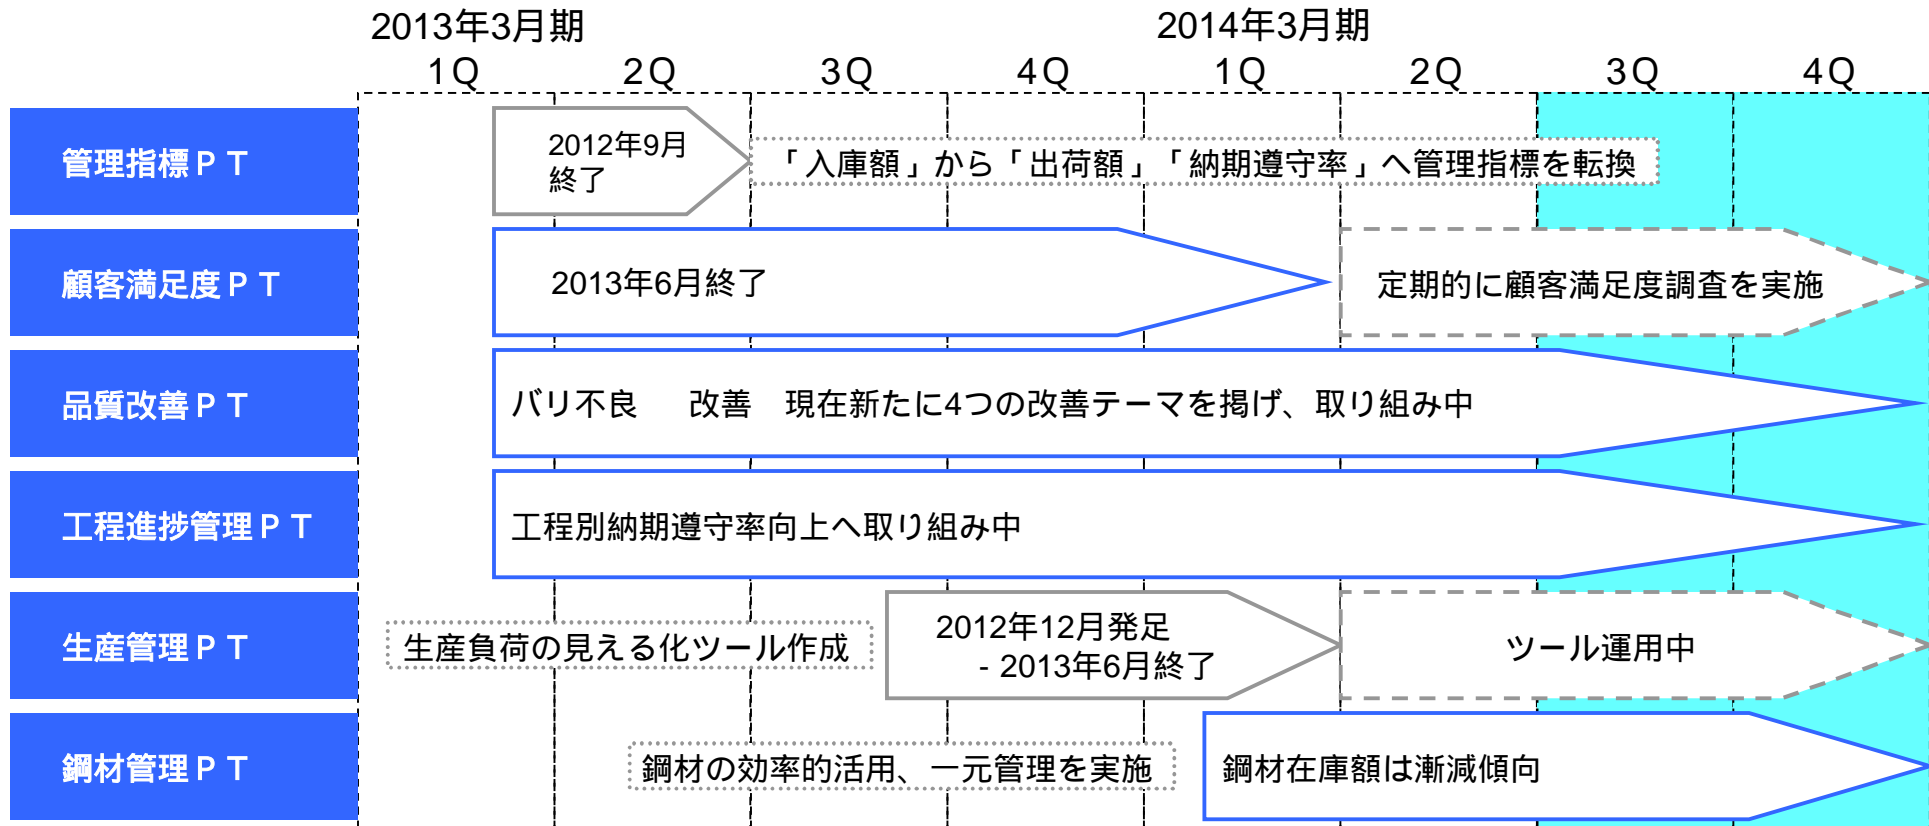 2013年3月期 2014年3月期
1Q 2Q 3Q 4Q 1Q 2Q 3Q 4Q
管理指標PT
2012年9月
終了
「入庫額」から「出荷額」「納期遵守率」へ管理指標を転換
顧客満足度PT
2013年6月終了
定期的に顧客満足度調査を実施
品質改善PT
バリ不良 改善 現在新たに4つの改善テーマを掲げ、取り組み中
工程進捗管理PT
工程別納期遵守率向上へ取り組み中
生産管理PT
生産負荷の見える化ツール作成
2012年12月発足
- 2013年6月終了
ツール運用中
鋼材管理PT
鋼材の効率的活用、一元管理を実施
鋼材在庫額は漸減傾向